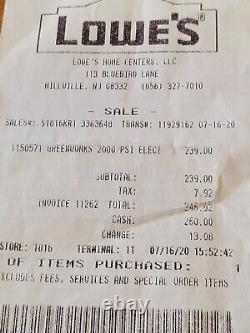 LOWE'S
LOWE'S HOME CENTERS, LLC
113 BLUEBIRD LANE
MILLVILLE, NJ 08332 (856) 327-7010
- SALE -
SALES#: S1816KR1 3363648 TRANS#: 11929162 07-16-20
1150571 GREENWORKS 2000 PSI ELECT 239.00
SUBTOTAL: 239.00
TAX: 7.92
INVOICE 11262 TOTAL: 246.92
CASH: 260.00
CHANGE: 13.08
STORE: 1816 TERMINAL: 11 07/16/20 15:52:42
OF ITEMS PURCHASED: 1
EXCLUDES FEES, SERVICES AND SPECIAL ORDER ITEMS